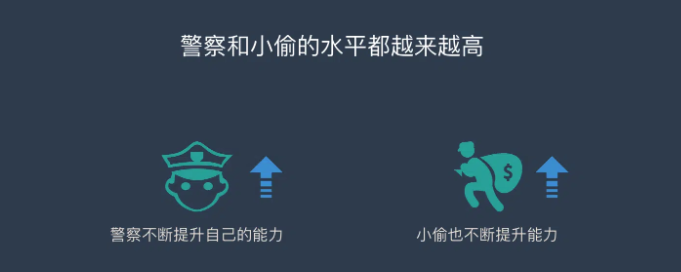 警察和小偷的水平都越来越高
$
警察不断提升自己的能力
小偷也不断提升能力